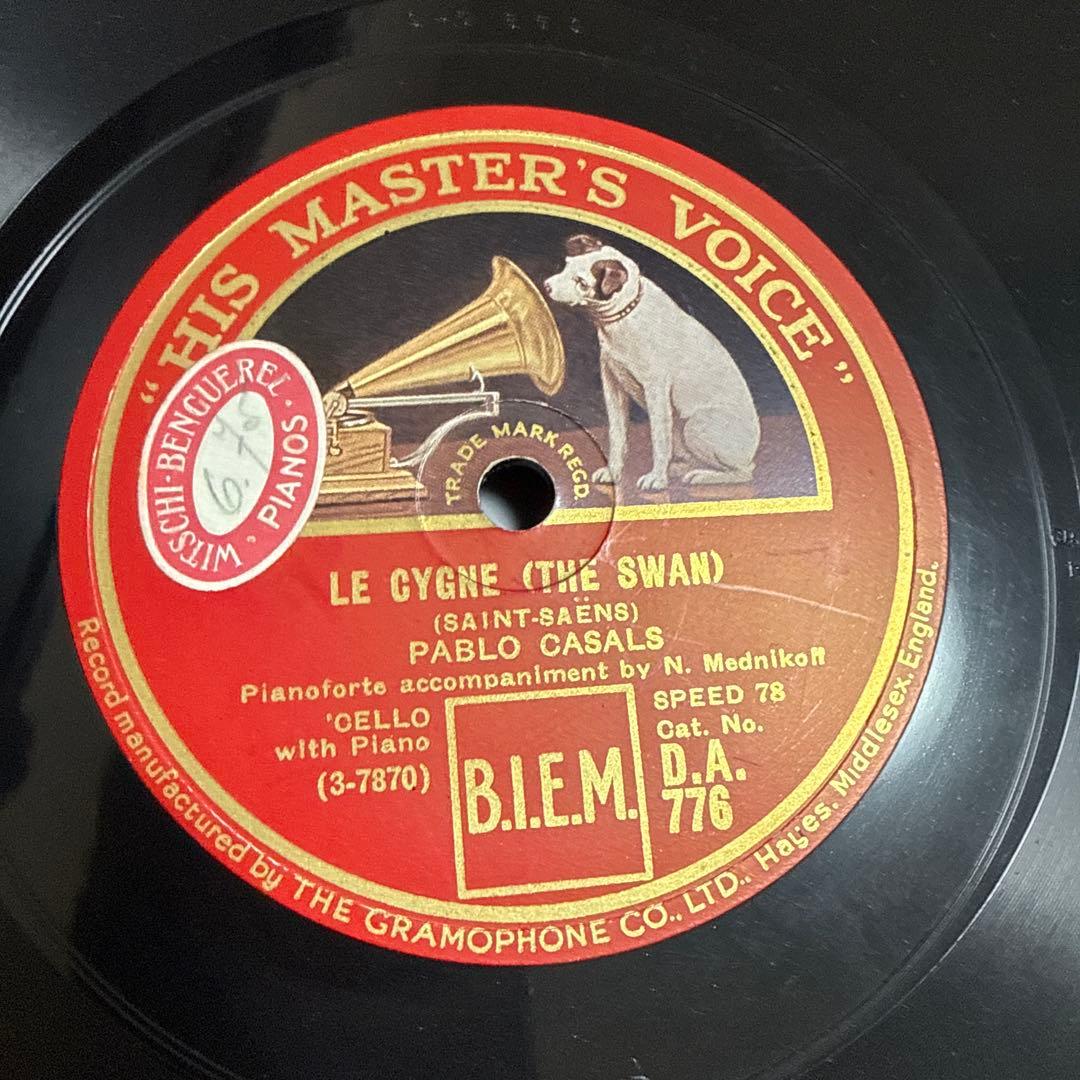 "HIS MASTER'S VOICE"
WITSCHI-BENGUEREL · PIANOS ·
TRADE MARK REGD.
LE CYGNE (THE SWAN)
(SAINT-SAËNS)
PABLO CASALS
Pianoforte accompaniment by N. Mednikoff
'CELLO
with Piano
(3-7870)
B.I.E.M.
SPEED 78
Cat. No.
D.A.
776
Record manufactured by THE GRAMOPHONE CO., LTD., Hayes, Middlesex, England.